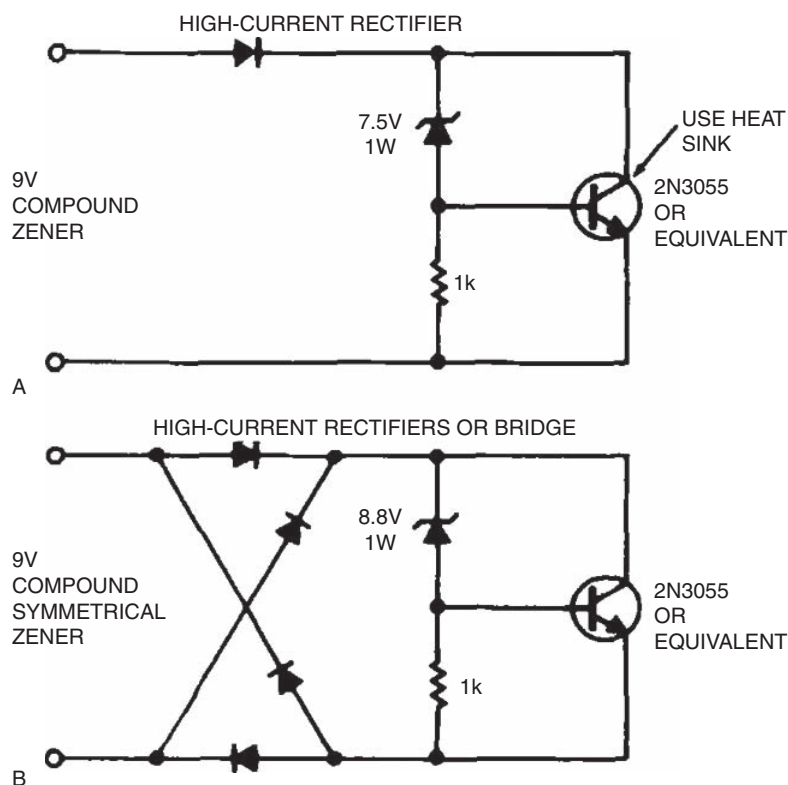 HIGH-CURRENT RECTIFIER
7.5V
1W
USE HEAT
SINK
9V
COMPOUND
ZENER
2N3055
OR
EQUIVALENT
1k
A
HIGH-CURRENT RECTIFIERS OR BRIDGE
8.8V
1W
9V
COMPOUND
SYMMETRICAL
ZENER
2N3055
OR
EQUIVALENT
1k
B